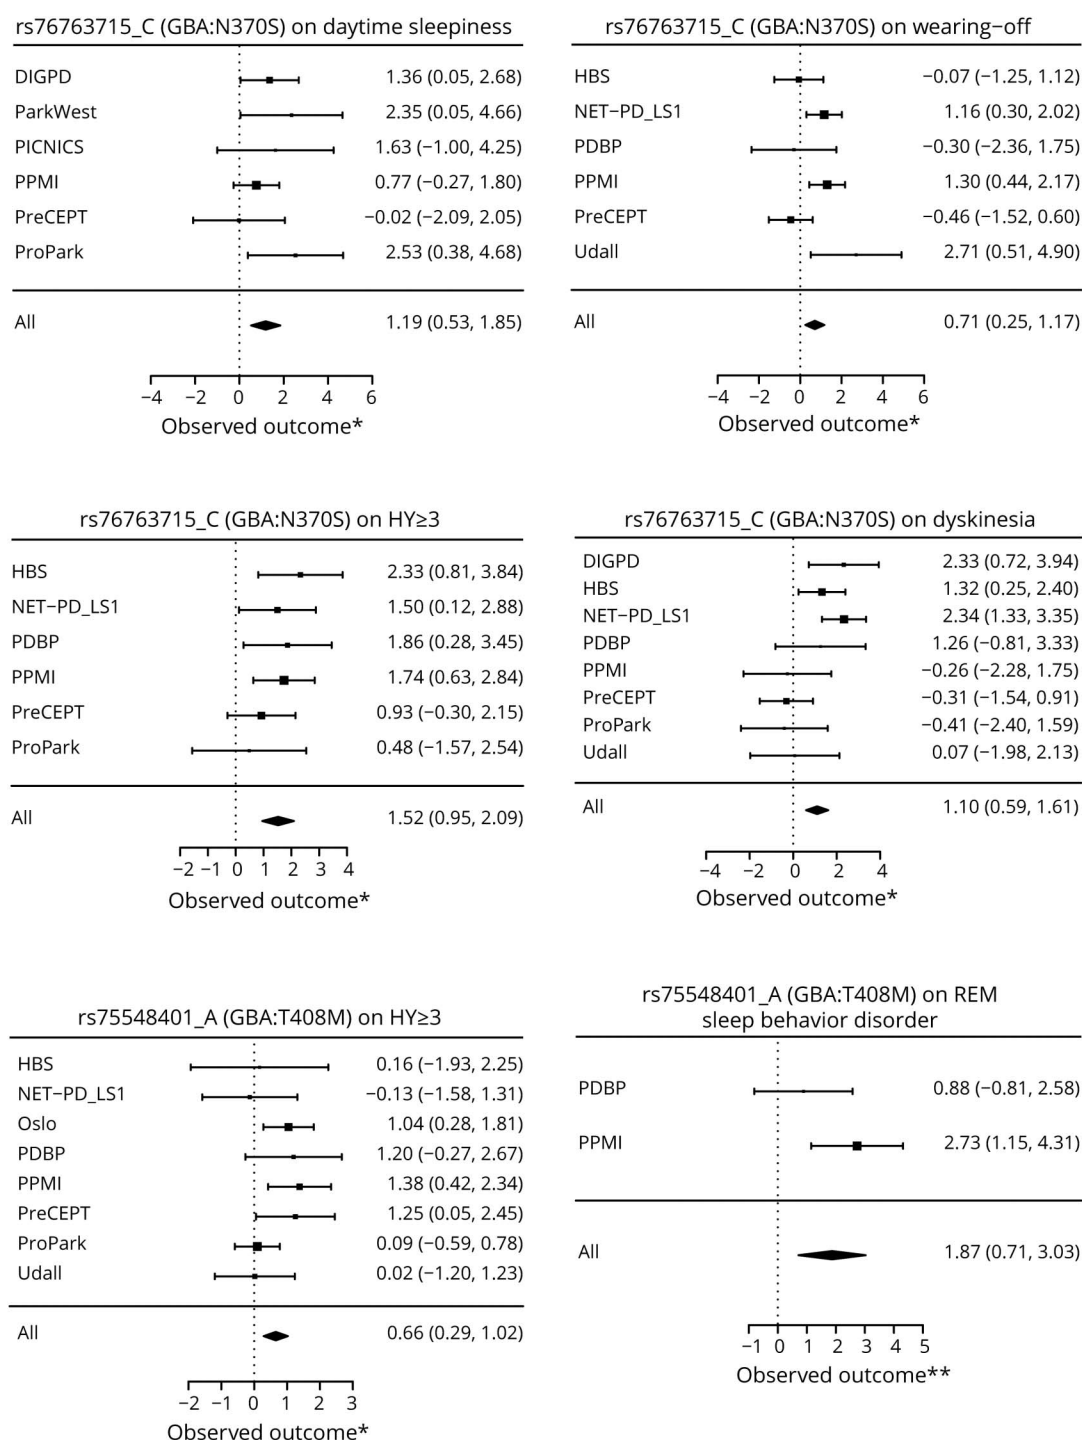 rs76763715_C (GBA:N370S) on daytime sleepiness
DIGPD 1.36 (0.05, 2.68)
ParkWest 2.35 (0.05, 4.66)
PICNICS 1.63 (−1.00, 4.25)
PPMI 0.77 (−0.27, 1.80)
PreCEPT −0.02 (−2.09, 2.05)
ProPark 2.53 (0.38, 4.68)
All 1.19 (0.53, 1.85)
−4 −2 0 2 4 6
Observed outcome*
rs76763715_C (GBA:N370S) on wearing−off
HBS −0.07 (−1.25, 1.12)
NET−PD_LS1 1.16 (0.30, 2.02)
PDBP −0.30 (−2.36, 1.75)
PPMI 1.30 (0.44, 2.17)
PreCEPT −0.46 (−1.52, 0.60)
Udall 2.71 (0.51, 4.90)
All 0.71 (0.25, 1.17)
−4 −2 0 2 4 6
Observed outcome*
rs76763715_C (GBA:N370S) on HY≥3
HBS 2.33 (0.81, 3.84)
NET−PD_LS1 1.50 (0.12, 2.88)
PDBP 1.86 (0.28, 3.45)
PPMI 1.74 (0.63, 2.84)
PreCEPT 0.93 (−0.30, 2.15)
ProPark 0.48 (−1.57, 2.54)
All 1.52 (0.95, 2.09)
−2 −1 0 1 2 3 4
Observed outcome*
rs76763715_C (GBA:N370S) on dyskinesia
DIGPD 2.33 (0.72, 3.94)
HBS 1.32 (0.25, 2.40)
NET−PD_LS1 2.34 (1.33, 3.35)
PDBP 1.26 (−0.81, 3.33)
PPMI −0.26 (−2.28, 1.75)
PreCEPT −0.31 (−1.54, 0.91)
ProPark −0.41 (−2.40, 1.59)
Udall 0.07 (−1.98, 2.13)
All 1.10 (0.59, 1.61)
−4 −2 0 2 4
Observed outcome*
rs75548401_A (GBA:T408M) on HY≥3
HBS 0.16 (−1.93, 2.25)
NET−PD_LS1 −0.13 (−1.58, 1.31)
Oslo 1.04 (0.28, 1.81)
PDBP 1.20 (−0.27, 2.67)
PPMI 1.38 (0.42, 2.34)
PreCEPT 1.25 (0.05, 2.45)
ProPark 0.09 (−0.59, 0.78)
Udall 0.02 (−1.20, 1.23)
All 0.66 (0.29, 1.02)
−2 −1 0 1 2 3
Observed outcome*
rs75548401_A (GBA:T408M) on REM
sleep behavior disorder
PDBP 0.88 (−0.81, 2.58)
PPMI 2.73 (1.15, 4.31)
All 1.87 (0.71, 3.03)
−1 0 1 2 3 4 5
Observed outcome**